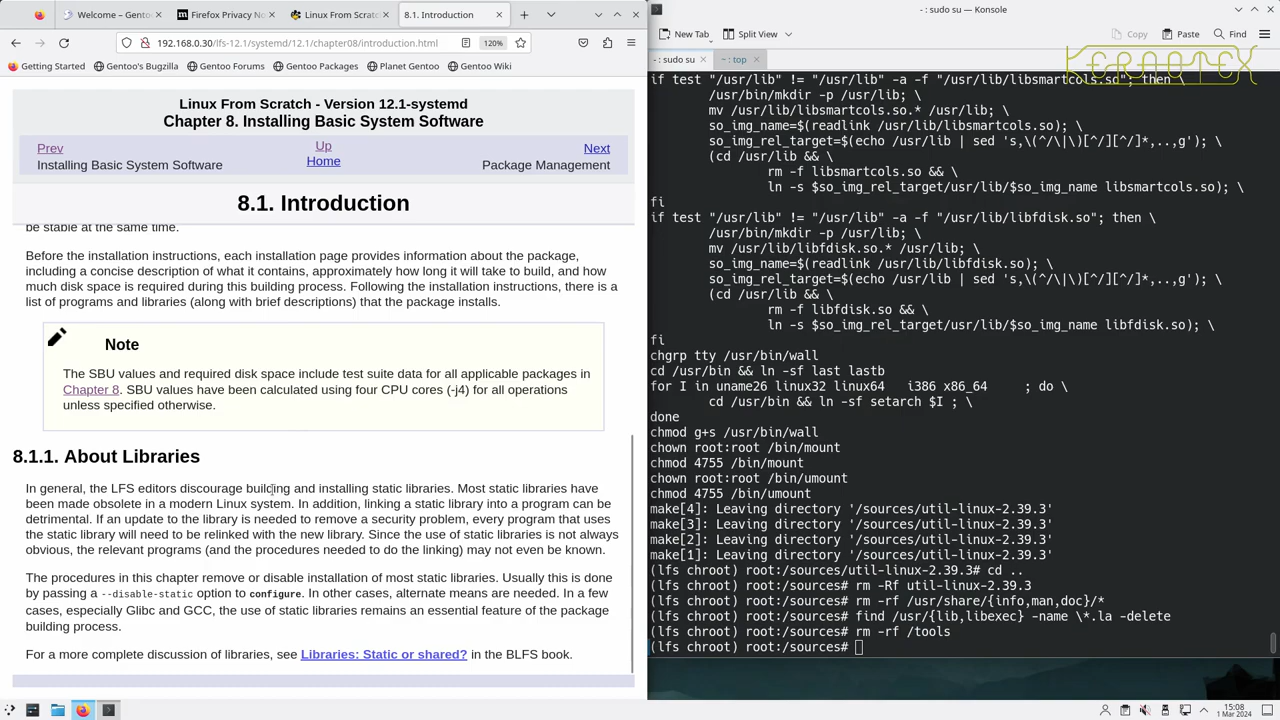 Welcome – Gento
Firefox Privacy No
Linux From Scratc
8.1. Introduction
192.168.0.30/lfs-12.1/systemd/12.1/chapter08/introduction.html
120%
Getting Started
Gentoo's Bugzilla
Gentoo Forums
Gentoo Packages
Planet Gentoo
Gentoo Wiki
Linux From Scratch - Version 12.1-systemd
Chapter 8. Installing Basic System Software
Prev
Up
Next
Installing Basic System Software
Home
Package Management
8.1. Introduction
be stable at the same time.
Before the installation instructions, each installation page provides information about the package,
including a concise description of what it contains, approximately how long it will take to build, and how
much disk space is required during this building process. Following the installation instructions, there is a
list of programs and libraries (along with brief descriptions) that the package installs.
Note
The SBU values and required disk space include test suite data for all applicable packages in
Chapter 8. SBU values have been calculated using four CPU cores (-j4) for all operations
unless specified otherwise.
8.1.1. About Libraries
In general, the LFS editors discourage building and installing static libraries. Most static libraries have
been made obsolete in a modern Linux system. In addition, linking a static library into a program can be
detrimental. If an update to the library is needed to remove a security problem, every program that uses
the static library will need to be relinked with the new library. Since the use of static libraries is not always
obvious, the relevant programs (and the procedures needed to do the linking) may not even be known.
The procedures in this chapter remove or disable installation of most static libraries. Usually this is done
by passing a --disable-static option to configure. In other cases, alternate means are needed. In a few
cases, especially Glibc and GCC, the use of static libraries remains an essential feature of the package
building process.
For a more complete discussion of libraries, see Libraries: Static or shared? in the BLFS book.
- : sudo su — Konsole
New Tab
Split View
Copy
Paste
Find
- : sudo su
~ : top
KERNOTEX
if test "/usr/lib" != "/usr/lib" -a -f "/usr/lib/libsmartcols.so"; then \
/usr/bin/mkdir -p /usr/lib; \
mv /usr/lib/libsmartcols.so.* /usr/lib; \
so_img_name=$(readlink /usr/lib/libsmartcols.so); \
so_img_rel_target=$(echo /usr/lib | sed 's,\(^/\|\)[^/][^/]*,..,g'); \
(cd /usr/lib && \
rm -f libsmartcols.so && \
ln -s $so_img_rel_target/usr/lib/$so_img_name libsmartcols.so); \
fi
if test "/usr/lib" != "/usr/lib" -a -f "/usr/lib/libfdisk.so"; then \
/usr/bin/mkdir -p /usr/lib; \
mv /usr/lib/libfdisk.so.* /usr/lib; \
so_img_name=$(readlink /usr/lib/libfdisk.so); \
so_img_rel_target=$(echo /usr/lib | sed 's,\(^/\|\)[^/][^/]*,..,g'); \
(cd /usr/lib && \
rm -f libfdisk.so && \
ln -s $so_img_rel_target/usr/lib/$so_img_name libfdisk.so); \
fi
chgrp tty /usr/bin/wall
cd /usr/bin && ln -sf last lastb
for I in uname26 linux32 linux64 i386 x86_64 ; do \
cd /usr/bin && ln -sf setarch $I ; \
done
chmod g+s /usr/bin/wall
chown root:root /bin/mount
chmod 4755 /bin/mount
chown root:root /bin/umount
chmod 4755 /bin/umount
make[4]: Leaving directory '/sources/util-linux-2.39.3'
make[3]: Leaving directory '/sources/util-linux-2.39.3'
make[2]: Leaving directory '/sources/util-linux-2.39.3'
make[1]: Leaving directory '/sources/util-linux-2.39.3'
(lfs chroot) root:/sources/util-linux-2.39.3# cd ..
(lfs chroot) root:/sources# rm -Rf util-linux-2.39.3
(lfs chroot) root:/sources# rm -rf /usr/share/{info,man,doc}/*
(lfs chroot) root:/sources# find /usr/{lib,libexec} -name \*.la -delete
(lfs chroot) root:/sources# rm -rf /tools
(lfs chroot) root:/sources#
15:08
1 Mar 2024